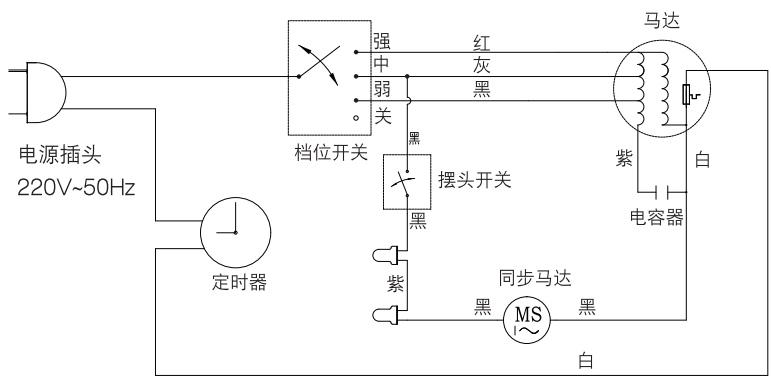 马达
强
红
中
灰
弱
黑
关
档位开关
黑
摆头开关
黑
紫
白
电容器
电源插头
220V~50Hz
定时器
紫
同步马达
黑
MS
黑
白